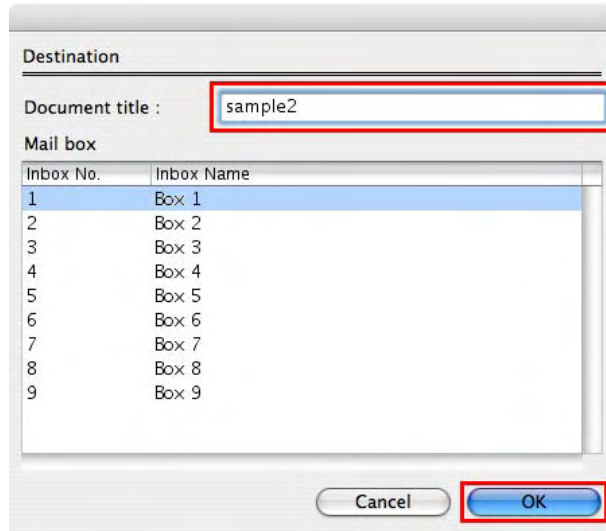 Destination
Document title : sample2
Mail box
Inbox No. Inbox Name
1 Box 1
2 Box 2
3 Box 3
4 Box 4
5 Box 5
6 Box 6
7 Box 7
8 Box 8
9 Box 9
Cancel OK